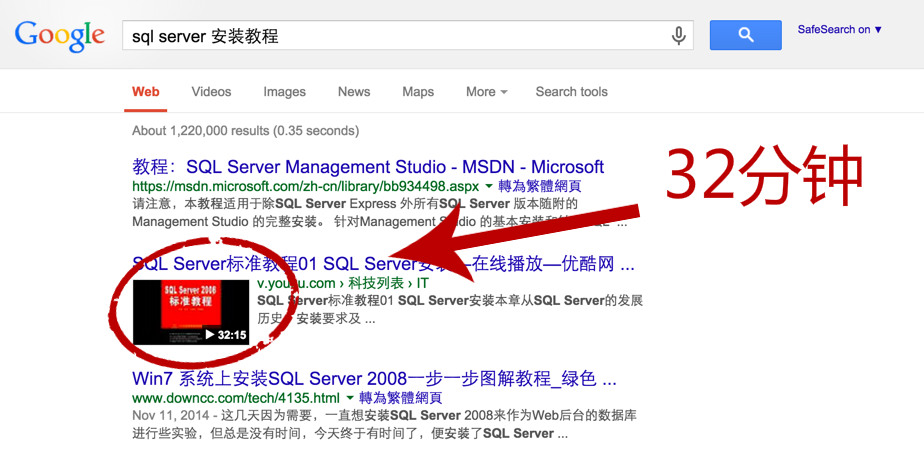 Google
sql server 安装教程
SafeSearch on ▼
Web Videos Images News Maps More Search tools
About 1,220,000 results (0.35 seconds)
教程：SQL Server Management Studio - MSDN - Microsoft
https://msdn.microsoft.com/zh-cn/library/bb934498.aspx ▼ 轉為繁體網頁
请注意，本教程适用于除SQL Server Express 外所有SQL Server 版本随附的
Management Studio 的完整安装。 针对Management Studio 的基本安装
32分钟
SQL Server标准教程01 SQL Server安装—在线播放—优酷网 ...
v.youku.com › 科技列表 › IT
SQL Server标准教程01 SQL Server安装本章从SQL Server的发展
历史、安装要求及 ...
SQL Server 2008
标准教程
32:15
Win7 系统上安装SQL Server 2008一步一步图解教程_绿色 ...
www.downcc.com/tech/4135.html ▼ 轉為繁體網頁
Nov 11, 2014 - 这几天因为需要，一直想安装SQL Server 2008来作为Web后台的数据库
进行些实验，但总是没有时间，今天终于有时间了，便安装了SQL Server ...